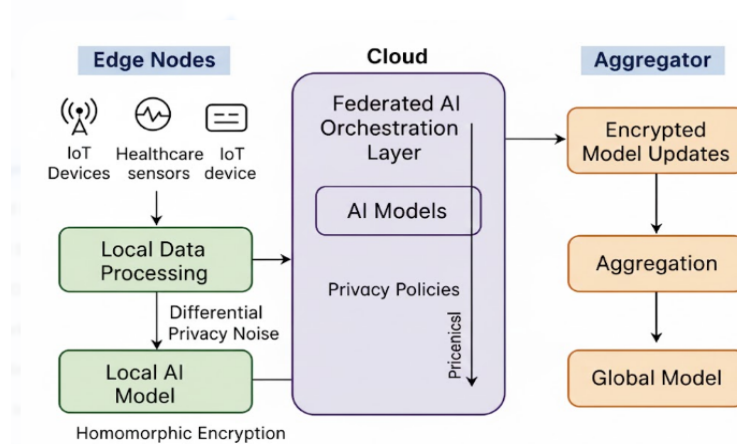 Edge Nodes
Cloud
Aggregator
IoT
Devices
Healthcare
sensors
IoT
device
Local Data
Processing
Differential
Privacy Noise
Local AI
Model
Homomorphic Encryption
Federated AI
Orchestration
Layer
AI Models
Privacy Policies
Pricenicsl
Encrypted
Model Updates
Aggregation
Global Model